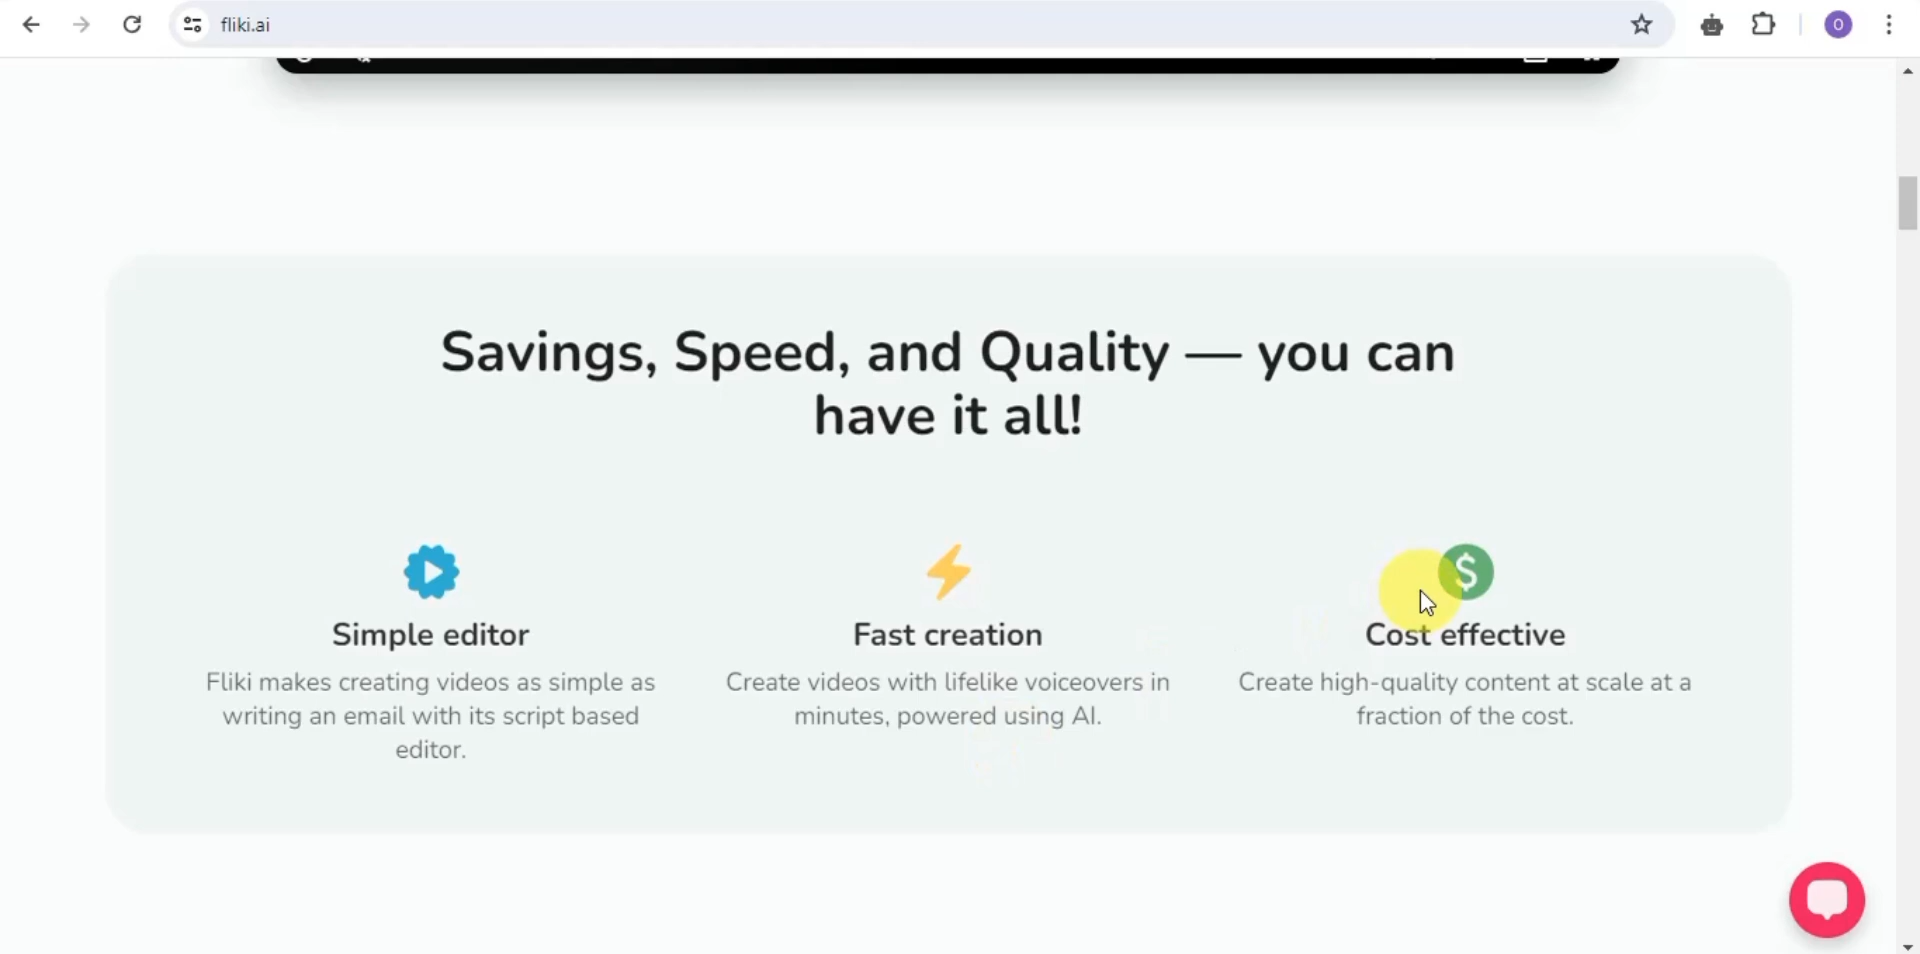 fliki.ai
O
Savings, Speed, and Quality — you can
have it all!
$
Simple editor
Fast creation
Cost effective
Fliki makes creating videos as simple as
writing an email with its script based
editor.
Create videos with lifelike voiceovers in
minutes, powered using AI.
Create high-quality content at scale at a
fraction of the cost.